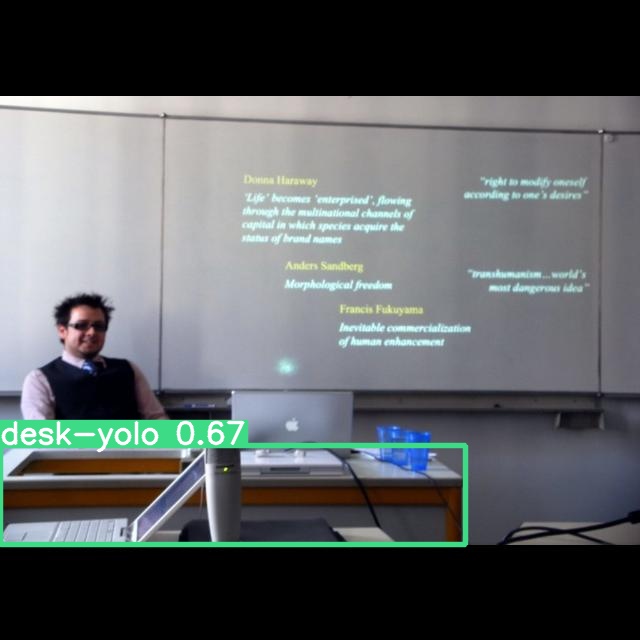 Donna Haraway
'Life' becomes 'enterprised', flowing
through the multinational channels of
capital in which species acquire the
status of brand names
"right to modify oneself
according to one's desires"
Anders Sandberg
Morphological freedom
"transhumanism...world's
most dangerous idea"
Francis Fukuyama
Inevitable commercialization
of human enhancement
desk-yolo 0.67